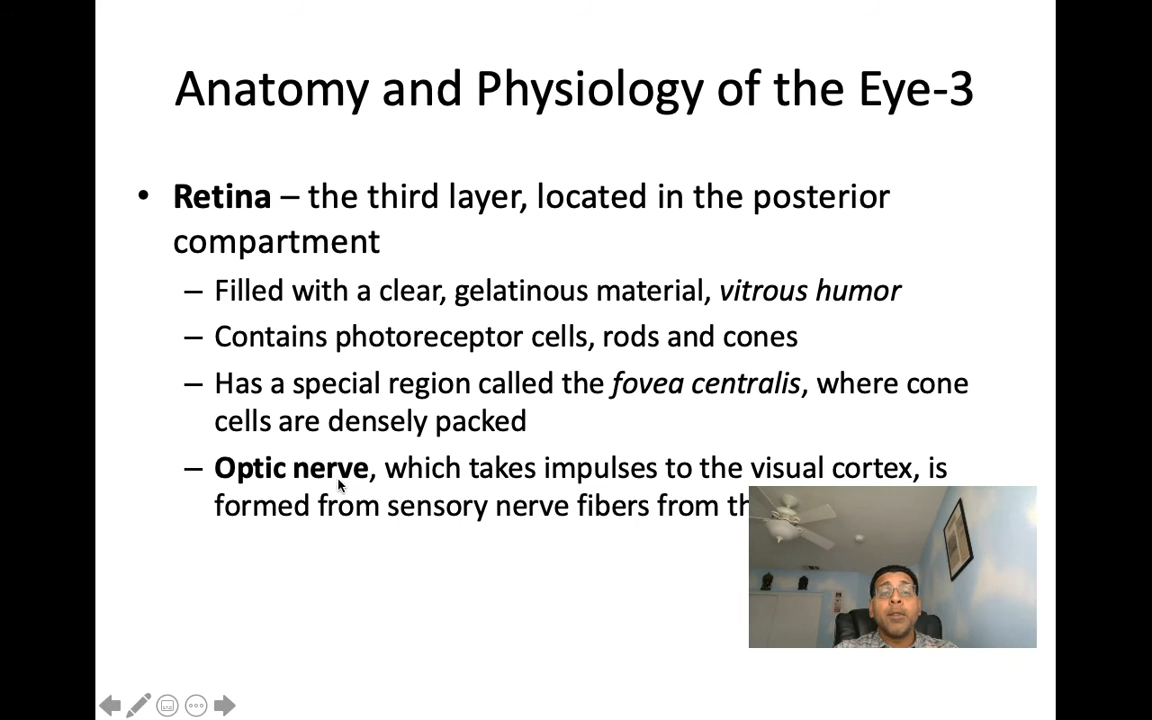 Anatomy and Physiology of the Eye-3
• Retina – the third layer, located in the posterior
compartment
– Filled with a clear, gelatinous material, vitrous humor
– Contains photoreceptor cells, rods and cones
– Has a special region called the fovea centralis, where cone
cells are densely packed
– Optic nerve, which takes impulses to the visual cortex, is
formed from sensory nerve fibers from